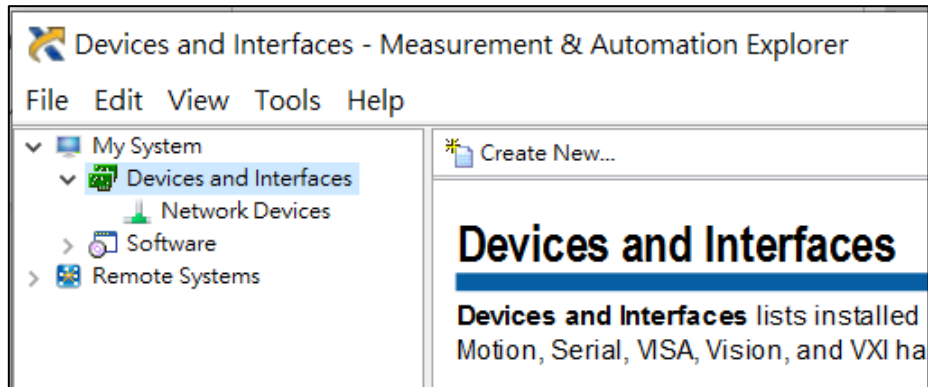 Devices and Interfaces - Measurement & Automation Explorer
File Edit View Tools Help
My System
Devices and Interfaces
Network Devices
Software
Remote Systems
Create New...
Devices and Interfaces
Devices and Interfaces lists installed
Motion, Serial, VISA, Vision, and VXI ha